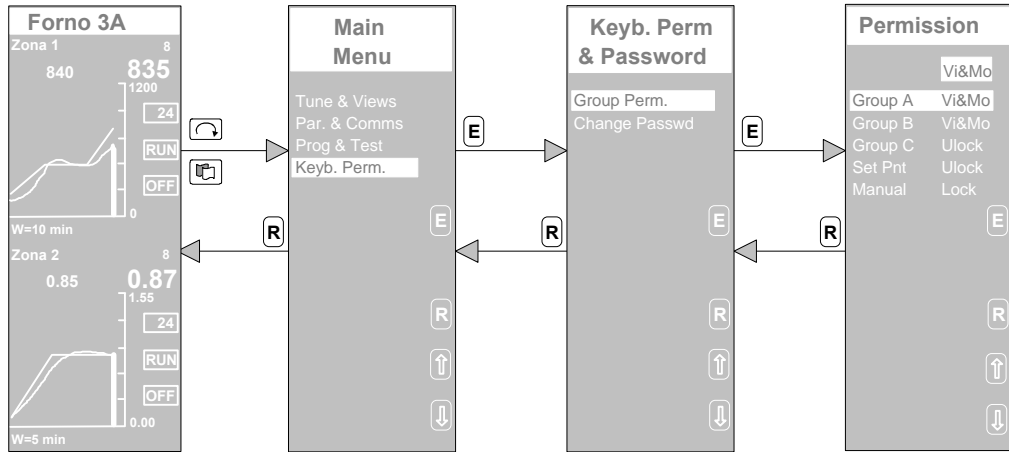 Forno 3A
Zona 1 8
840 835
1200
24
RUN
OFF
0
W=10 min
Zona 2 8
0.85 0.87
1.55
24
RUN
OFF
0.00
W=5 min
R
Main
Menu
Tune & Views
Par. & Comms
Prog & Test
Keyb. Perm.
E
R
E
R
Keyb. Perm
& Password
Group Perm.
Change Passwd
E
R
E
R
Permission
Vi&Mo
Group A Vi&Mo
Group B Vi&Mo
Group C Ulock
Set Pnt Ulock
Manual Lock
E
R